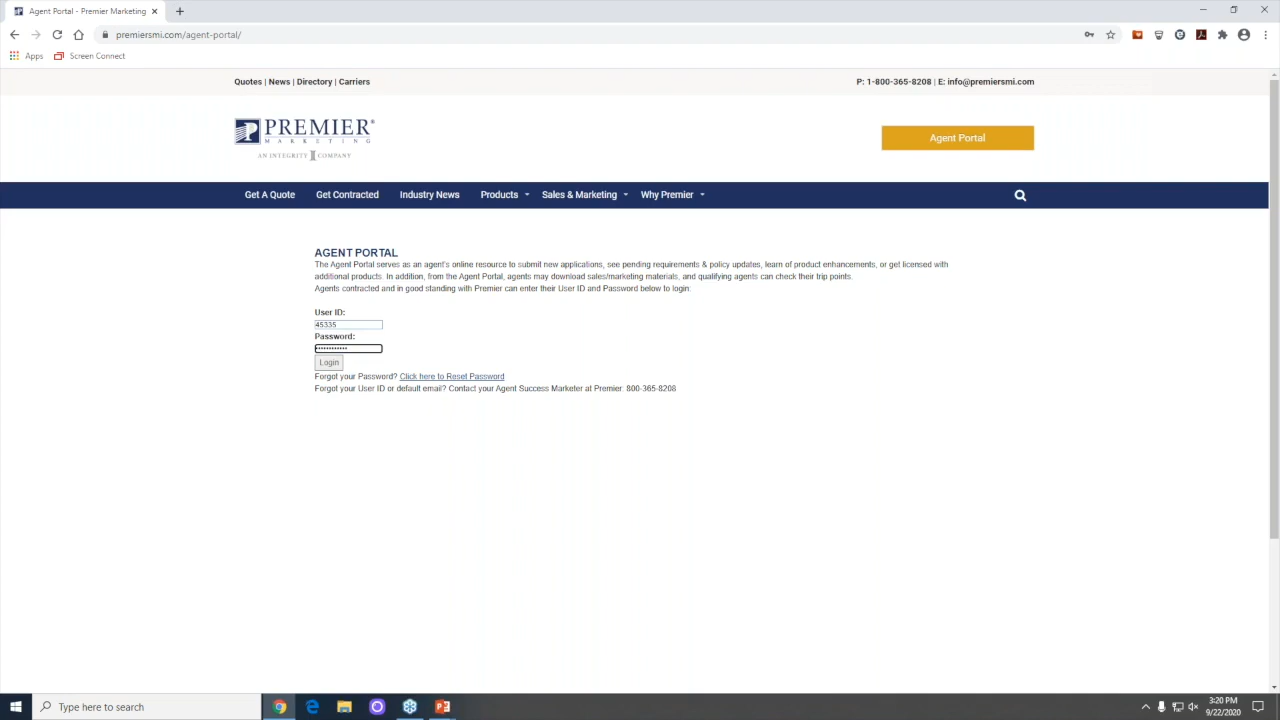 Agent Portal - Premier Marketing
premiersmi.com/agent-portal/
Apps Screen Connect
Quotes | News | Directory | Carriers
P: 1-800-365-8208 | E: info@premiersmi.com
PREMIER®
MARKETING
AN INTEGRITY COMPANY
Agent Portal
Get A Quote Get Contracted Industry News Products Sales & Marketing Why Premier
AGENT PORTAL
The Agent Portal serves as an agent's online resource to submit new applications, see pending requirements & policy updates, learn of product enhancements, or get licensed with
additional products. In addition, from the Agent Portal, agents may download sales/marketing materials, and qualifying agents can check their trip points.
Agents contracted and in good standing with Premier can enter their User ID and Password below to login:
User ID:
45335
Password:
Login
Forgot your Password? Click here to Reset Password
Forgot your User ID or default email? Contact your Agent Success Marketer at Premier: 800-365-8208
Type here to search
3:20 PM
9/22/2020